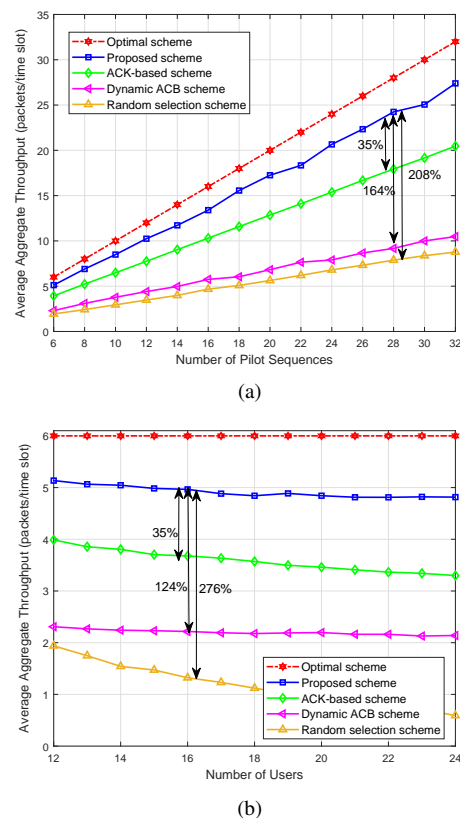 35
Optimal scheme
Proposed scheme
ACK-based scheme
Dynamic ACB scheme
Random selection scheme
30
25
20
15
10
5
0
35%
208%
164%
Average Aggregate Throughput (packets/time slot)
6 8 10 12 14 16 18 20 22 24 26 28 30 32
Number of Pilot Sequences
(a)
6
5
4
3
2
1
0
35%
124%
276%
Average Aggregate Throughput (packets/time slot)
Optimal scheme
Proposed scheme
ACK-based scheme
Dynamic ACB scheme
Random selection scheme
12 14 16 18 20 22 24
Number of Users
(b)